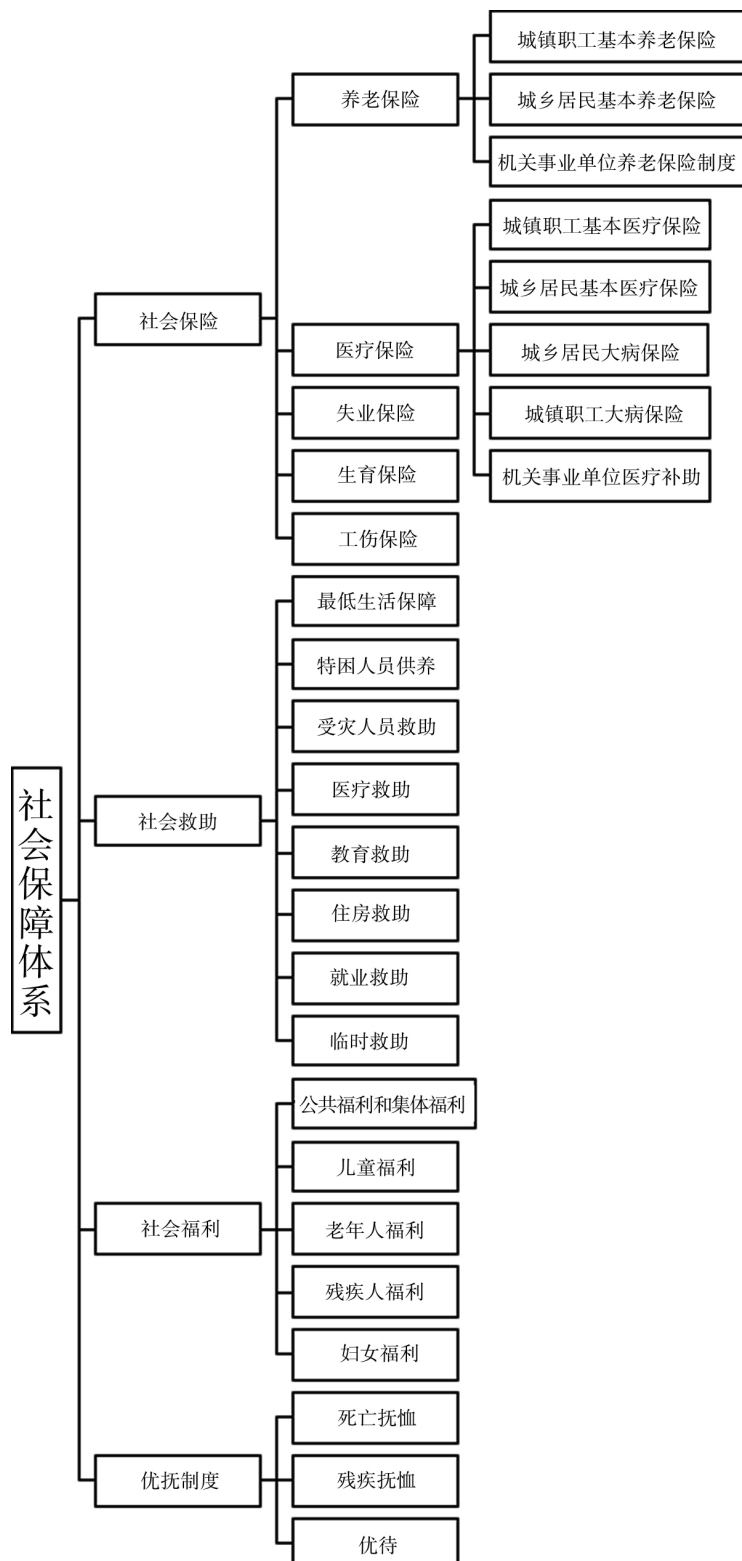 社会保障体系
社会保险
养老保险
城镇职工基本养老保险
城乡居民基本养老保险
机关事业单位养老保险制度
医疗保险
城镇职工基本医疗保险
城乡居民基本医疗保险
城乡居民大病保险
城镇职工大病保险
机关事业单位医疗补助
失业保险
生育保险
工伤保险
社会救助
最低生活保障
特困人员供养
受灾人员救助
医疗救助
教育救助
住房救助
就业救助
临时救助
社会福利
公共福利和集体福利
儿童福利
老年人福利
残疾人福利
妇女福利
优抚制度
死亡抚恤
残疾抚恤
优待